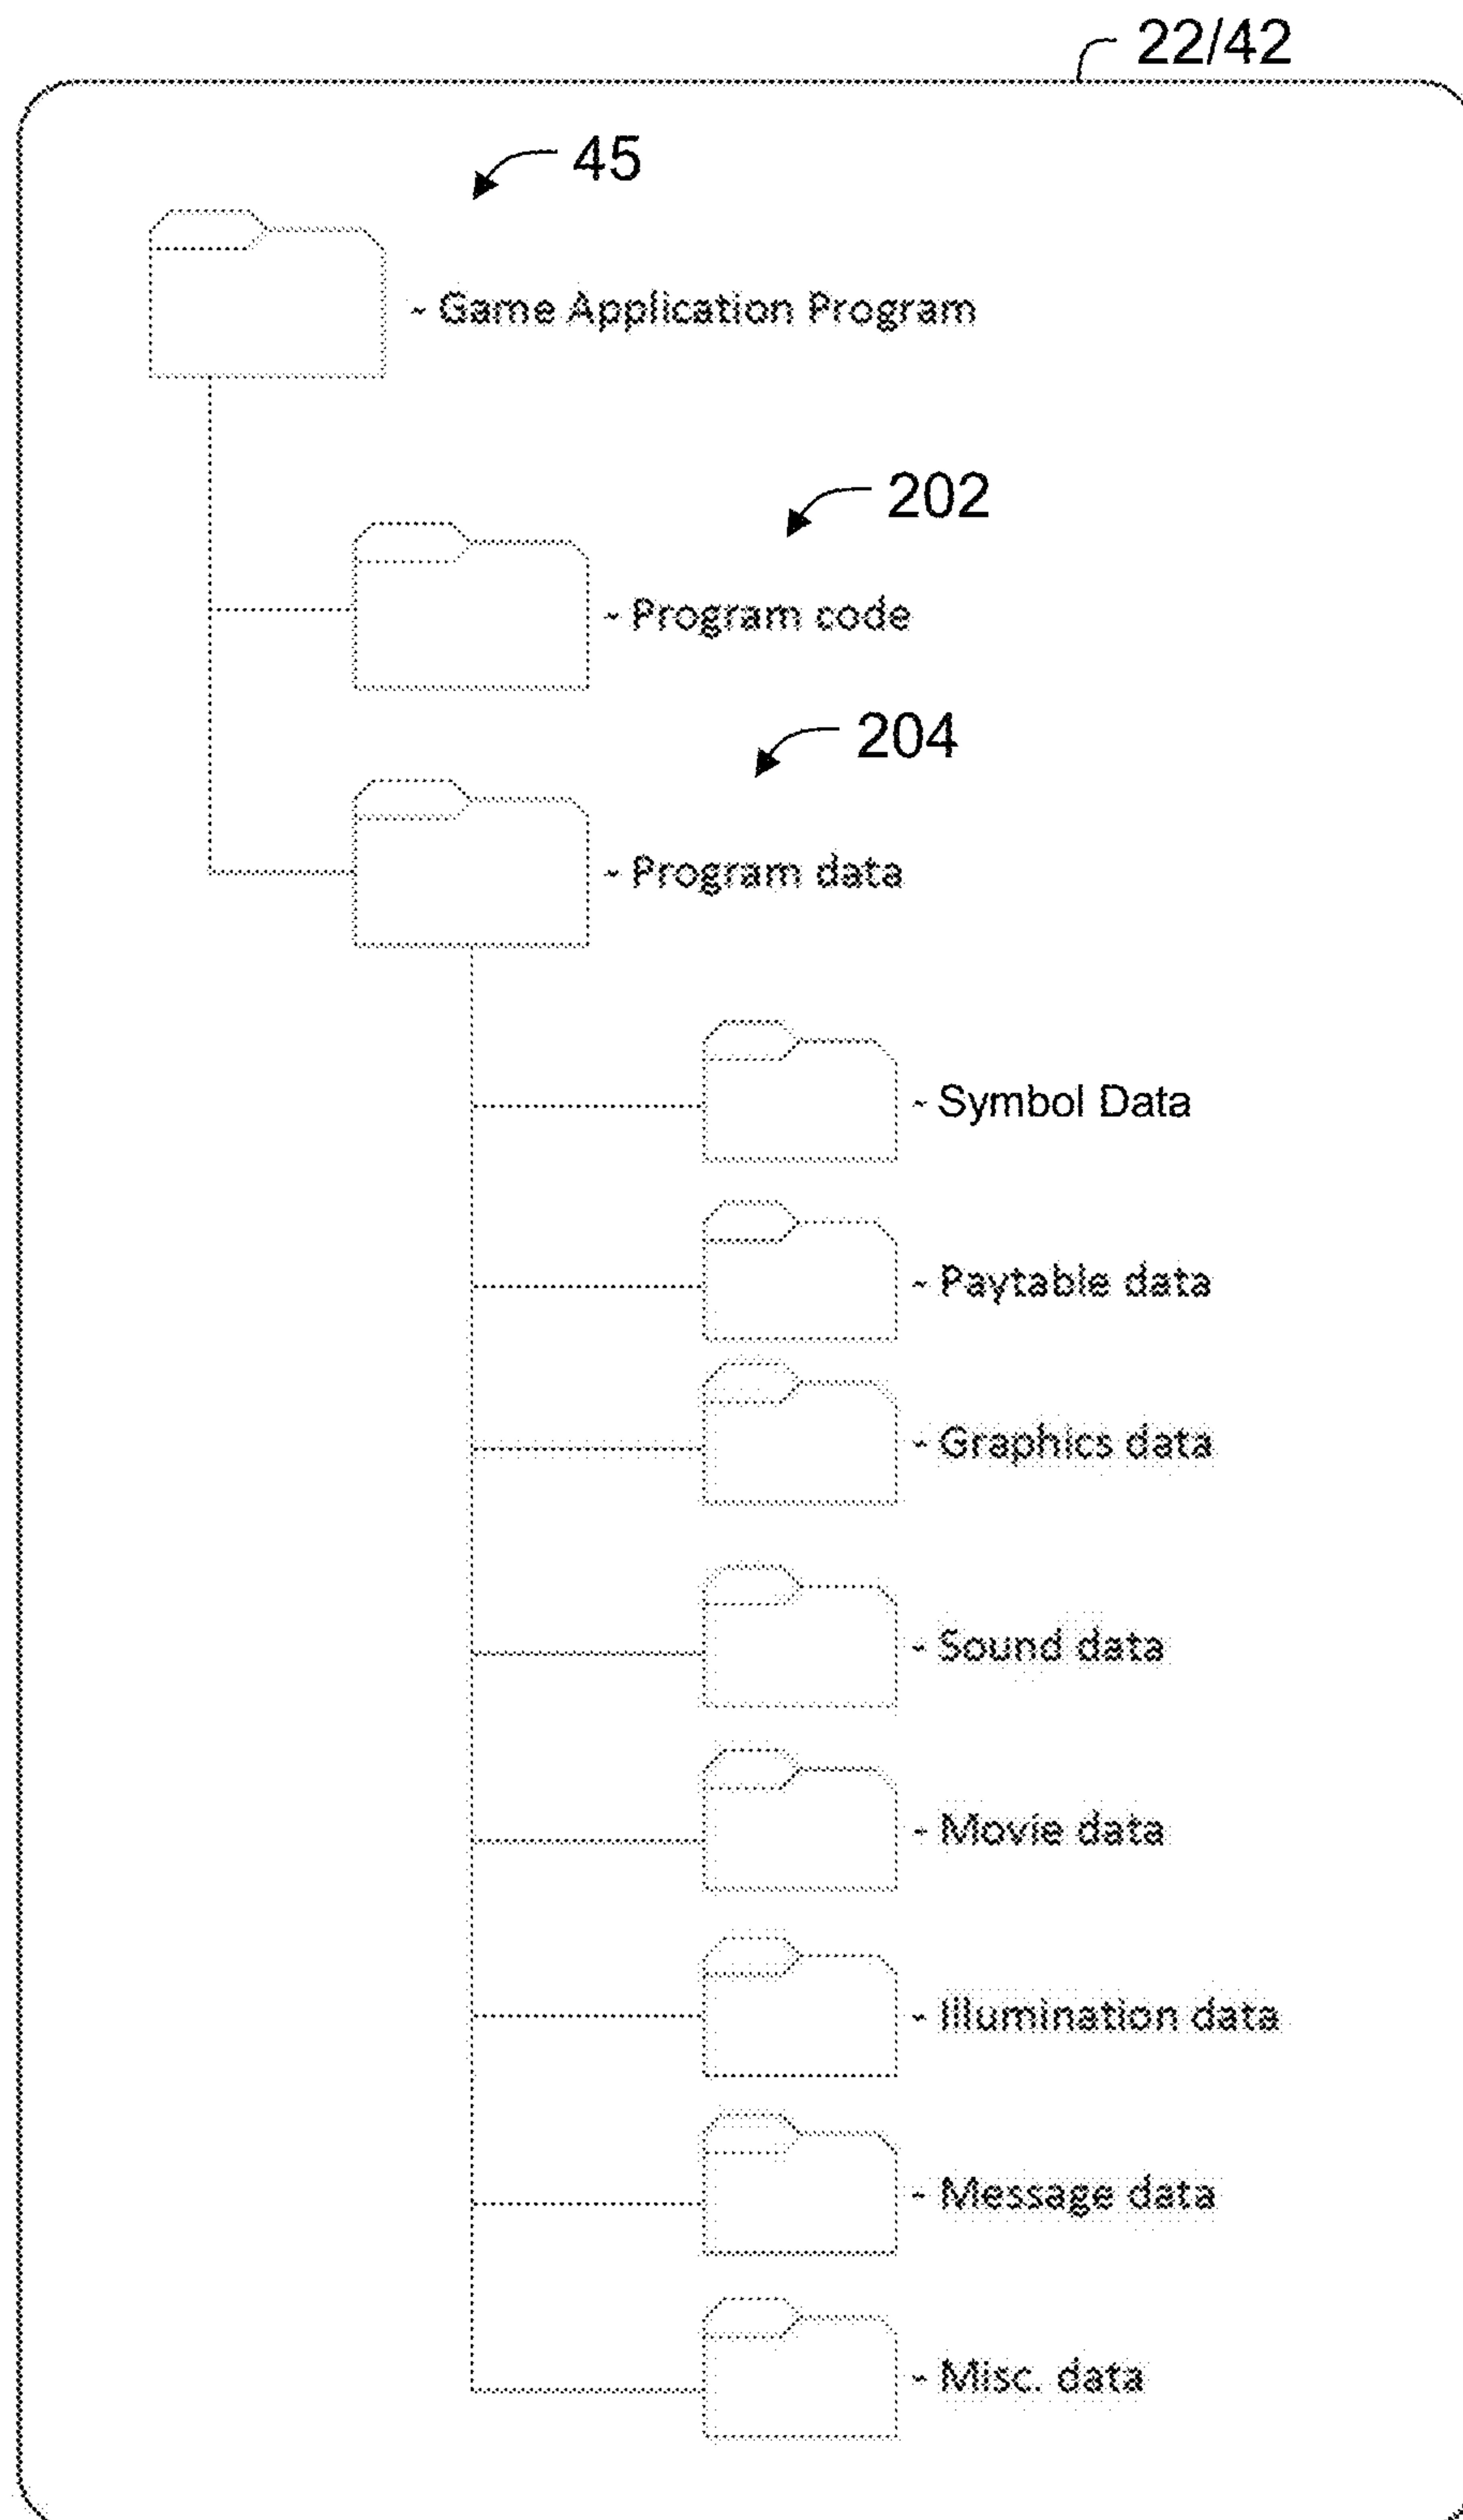 22/42
45
- Game Application Program
202
- Program code
204
- Program data
- Symbol Data
- Paytable data
- Graphics data
- Sound data
- Movie data
- Illumination data
- Message data
- Misc. data